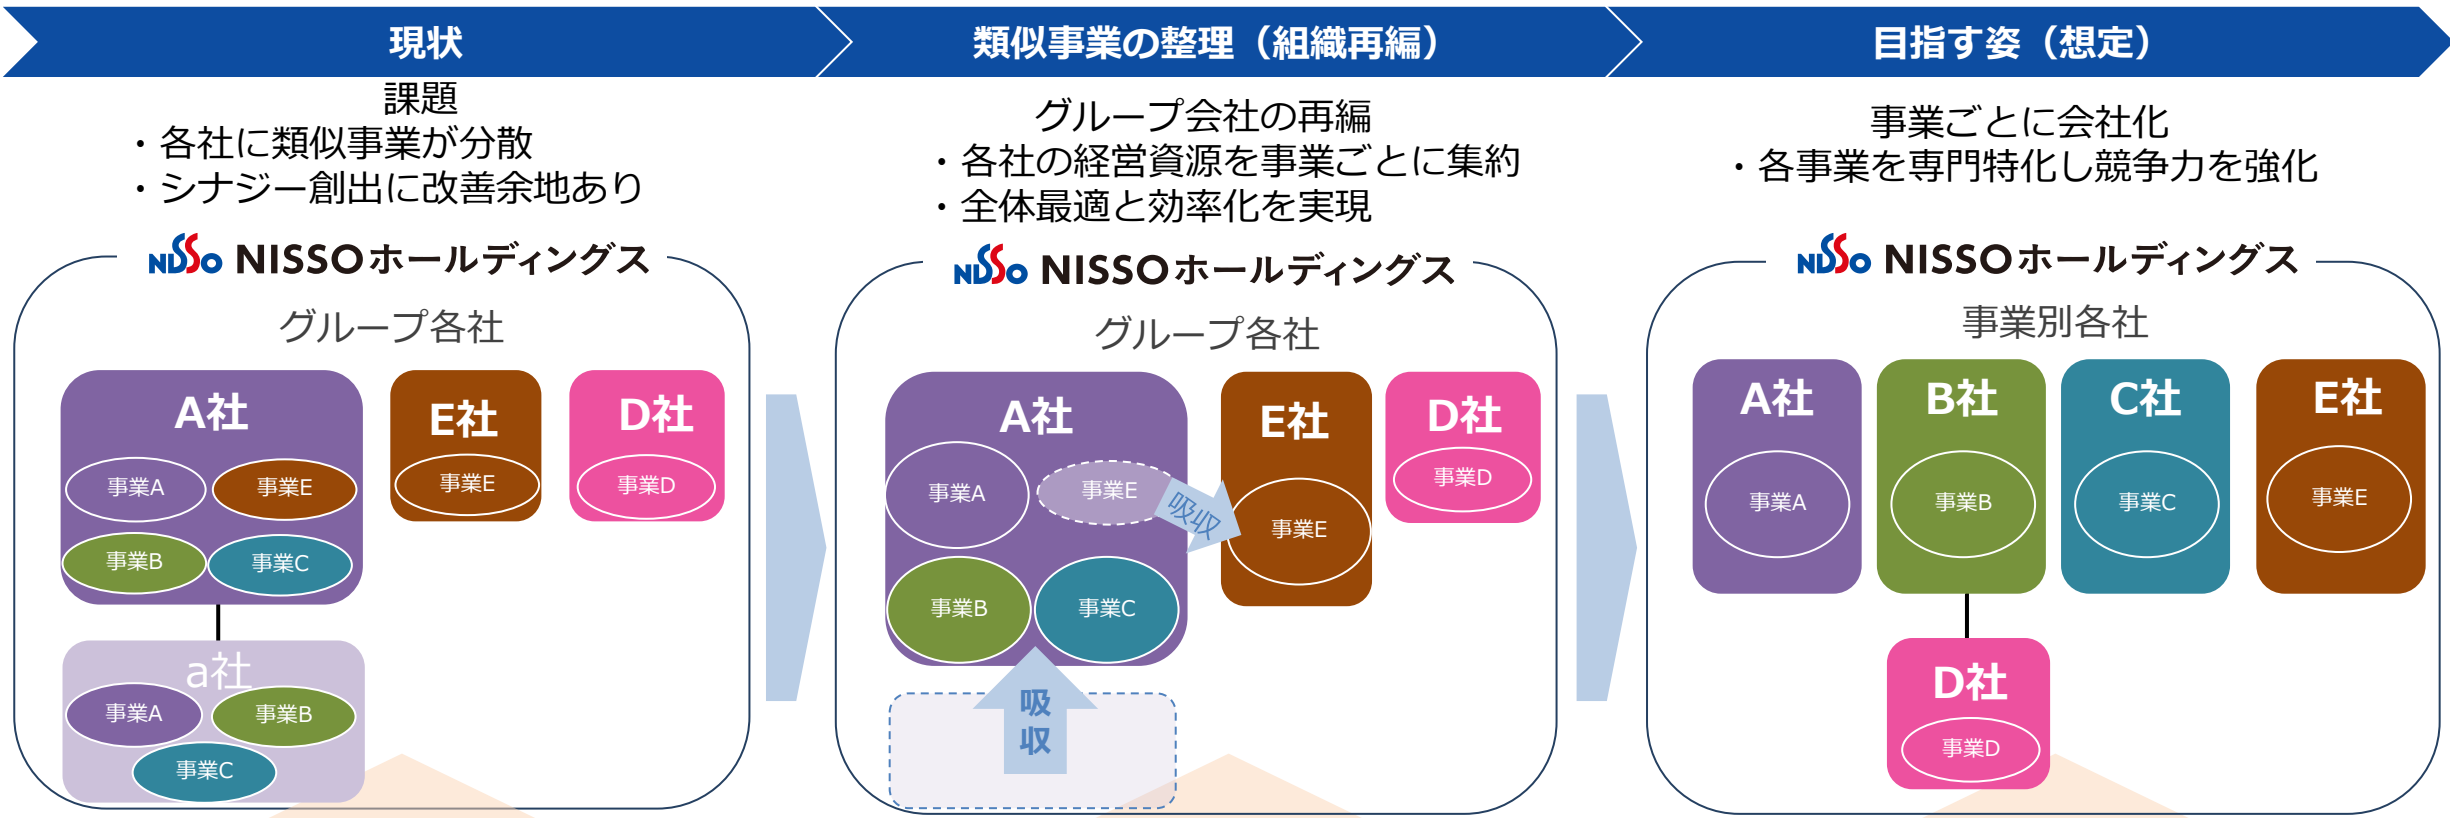 現状
課題
・各社に類似事業が分散
・シナジー創出に改善余地あり
NISSO NISSOホールディングス
グループ各社
A社
事業A
事業E
事業B
事業C
E社
事業E
D社
事業D
a社
事業A
事業B
事業C
類似事業の整理（組織再編）
グループ会社の再編
・各社の経営資源を事業ごとに集約
・全体最適と効率化を実現
NISSO NISSOホールディングス
グループ各社
A社
事業A
事業E
吸収
事業B
事業C
E社
事業E
D社
事業D
吸
収
目指す姿（想定）
事業ごとに会社化
・各事業を専門特化し競争力を強化
NISSO NISSOホールディングス
事業別各社
A社
事業A
B社
事業B
C社
事業C
E社
事業E
D社
事業D